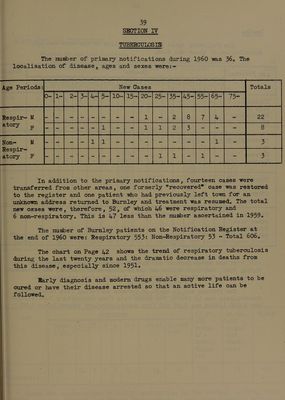 39
SECTION IV
TUBERCULOSIS
The number of primary notifications during 1960 was 36. The
localisation of disease, ages and sexes were:-
Age Periods: New Cases Totals
0- 1- 2- 3- 4- 5- 10- 15- 20- 25- 35- 45- 55- 65- 75-
Respir- M - - - - - - - - 1 - 2 8 7 4 - 22
atory F - - - - - 1 - - 1 1 2 3 - - - 8
Non- M - - - - 1 1 - - - - - - - 1 - 3
Respir-
atory F - - - - - - - - - 1 1 - 1 - - 3
In addition to the primary notifications, fourteen cases were
transferred from other areas, one formerly "recovered" case was restored
to the register and one patient who had previously left town for an
unknown address returned to Burnley and treatment was resumed. The total
new cases were, therefore, 52, of which 46 were respiratory and
6 non-respiratory. This is 47 less than the number ascertained in 1959.
The number of Burnley patients on the Notification Register at
the end of 1960 were: Respiratory 553: Non-Respiratory 53 - Total 606.
The chart on Page 42 shows the trend of respiratory tuberculosis
during the last twenty years and the dramatic decrease in deaths from
this disease, especially since 1951.
Early diagnosis and modern drugs enable many more patients to be
cured or have their disease arrested so that an active life can be
followed.